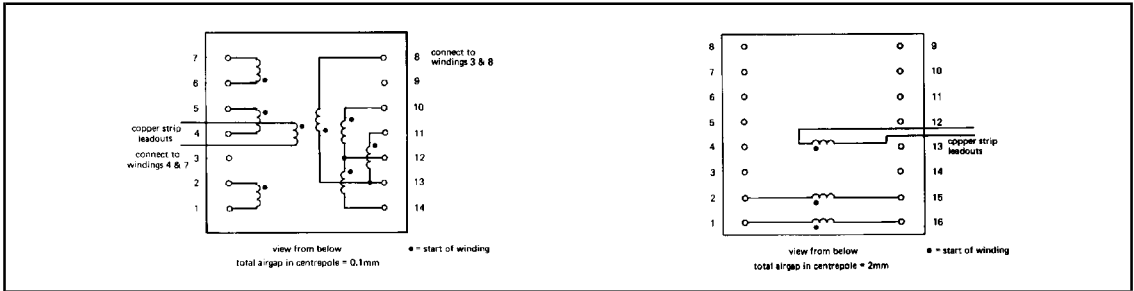 7
6
5
copper strip
leadouts
4
connect to
windings 4 & 7
3
2
1
8
connect to
windings 3 & 8
9
10
11
12
13
14
view from below
• = start of winding
total airgap in centrepole = 0.1mm
8
7
6
5
4
3
2
1
9
10
11
12
13
copper strip
leadouts
14
15
16
view from below
• = start of winding
total airgap in centrepole = 2mm